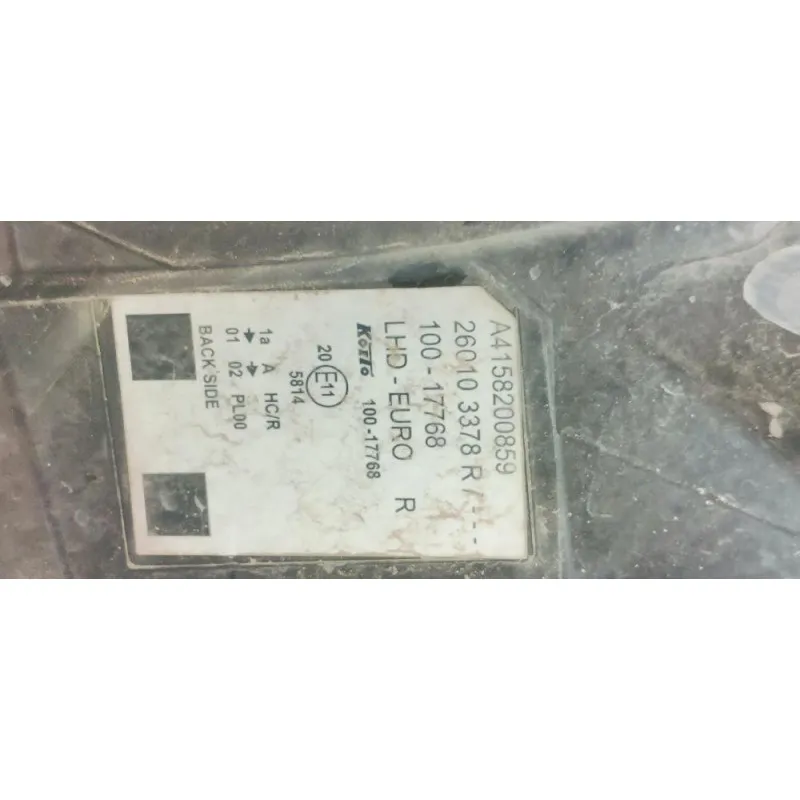 A4158200859
26010 3378 R / - - -
100 - 17768
LHD - EURO R
KOITO 100-17768
20 E11
5814
1a A HC/R
→ →
01 02 PL00
BACK SIDE